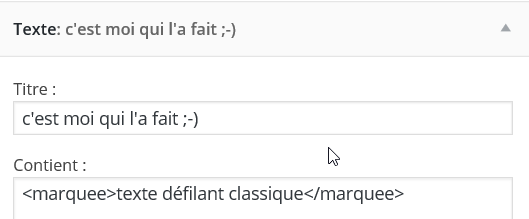 Texte: c'est moi qui l'a fait ;-)
Titre :
c'est moi qui l'a fait ;-)
Contient :
<marquee>texte défilant classique</marquee>